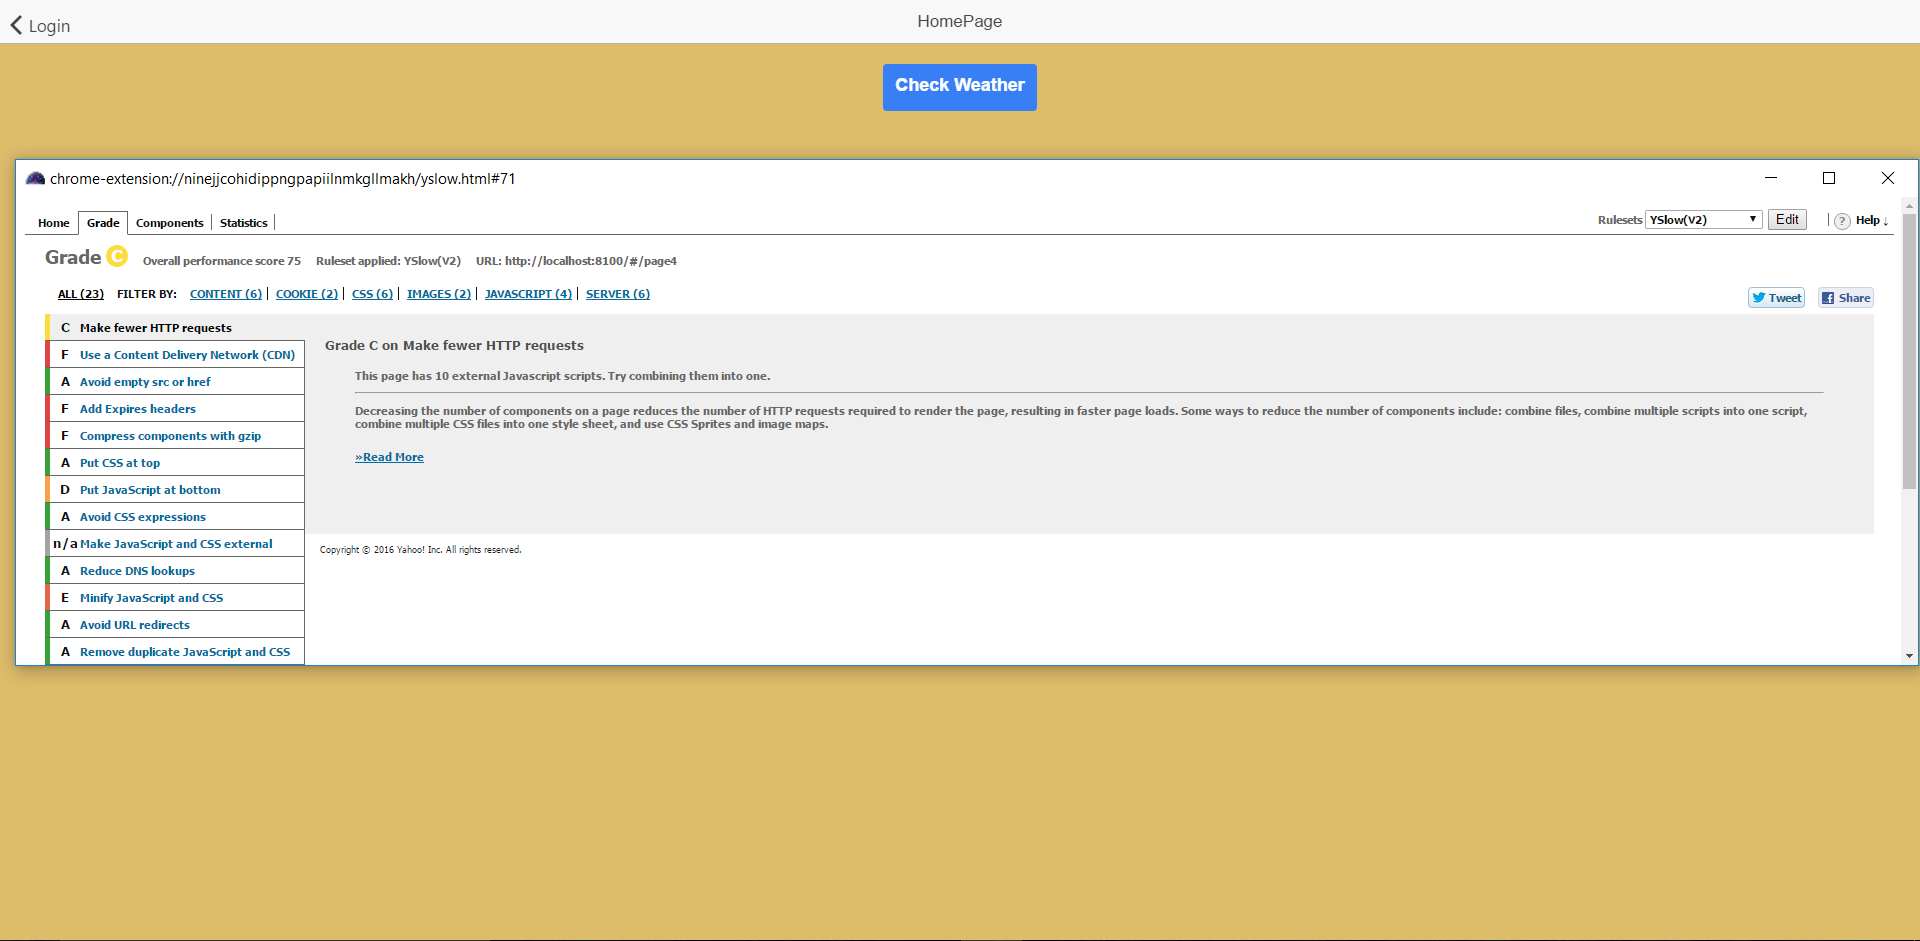 Login
HomePage
Check Weather
chrome-extension://ninejjcohidippngpapiilnmkgllmakh/yslow.html#71
Home Grade Components Statistics
Rulesets YSlow(V2) Edit ? Help ↓
Grade C Overall performance score 75 Ruleset applied: YSlow(V2) URL: http://localhost:8100/#/page4
ALL (23) FILTER BY: CONTENT (6) | COOKIE (2) | CSS (6) | IMAGES (2) | JAVASCRIPT (4) | SERVER (6)
Tweet Share
C Make fewer HTTP requests
F Use a Content Delivery Network (CDN)
A Avoid empty src or href
F Add Expires headers
F Compress components with gzip
A Put CSS at top
D Put JavaScript at bottom
A Avoid CSS expressions
n/a Make JavaScript and CSS external
A Reduce DNS lookups
E Minify JavaScript and CSS
A Avoid URL redirects
A Remove duplicate JavaScript and CSS
Grade C on Make fewer HTTP requests
This page has 10 external Javascript scripts. Try combining them into one.
Decreasing the number of components on a page reduces the number of HTTP requests required to render the page, resulting in faster page loads. Some ways to reduce the number of components include: combine files, combine multiple scripts into one script,
combine multiple CSS files into one style sheet, and use CSS Sprites and image maps.
»Read More
Copyright © 2016 Yahoo! Inc. All rights reserved.